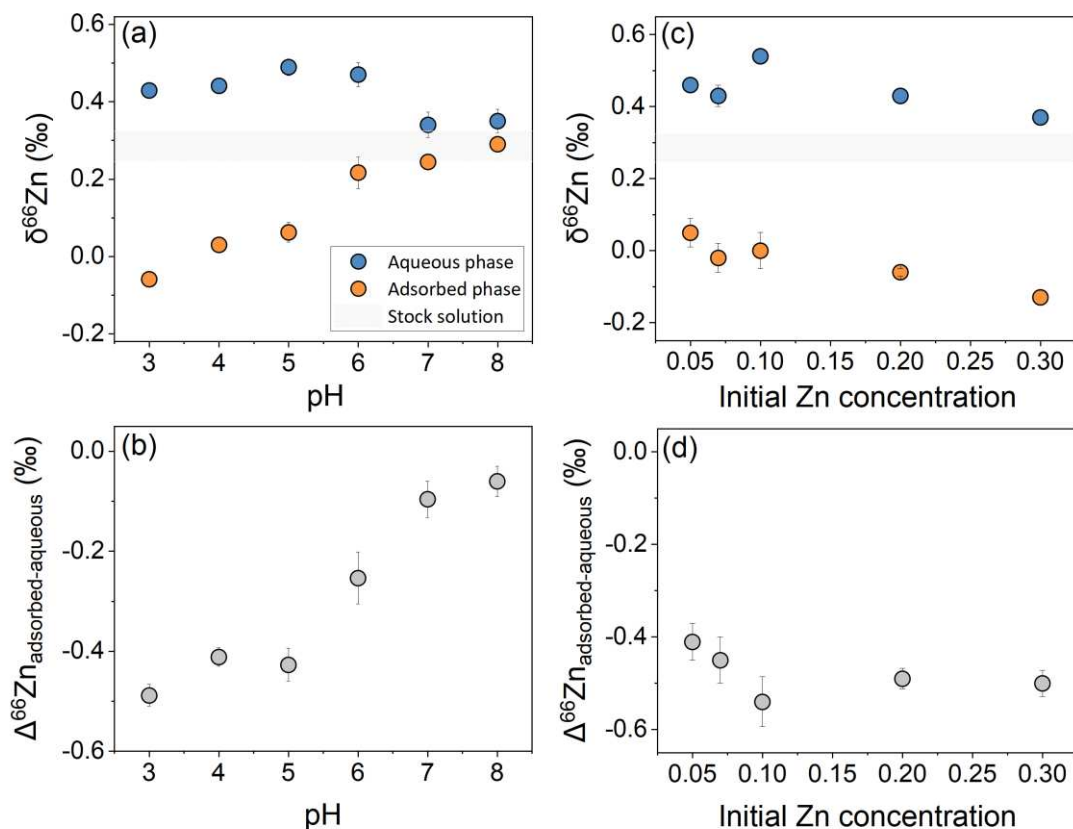 (a)
δ⁶⁶Zn (‰)
0.6
0.4
0.2
0.0
-0.2
Aqueous phase
Adsorbed phase
Stock solution
3 4 5 6 7 8
pH
(c)
δ⁶⁶Zn (‰)
0.6
0.4
0.2
0.0
-0.2
0.05 0.10 0.15 0.20 0.25 0.30
Initial Zn concentration
(b)
Δ⁶⁶Zn adsorbed-aqueous (‰)
0.0
-0.2
-0.4
-0.6
3 4 5 6 7 8
pH
(d)
Δ⁶⁶Zn adsorbed-aqueous (‰)
0.0
-0.2
-0.4
-0.6
0.05 0.10 0.15 0.20 0.25 0.30
Initial Zn concentration